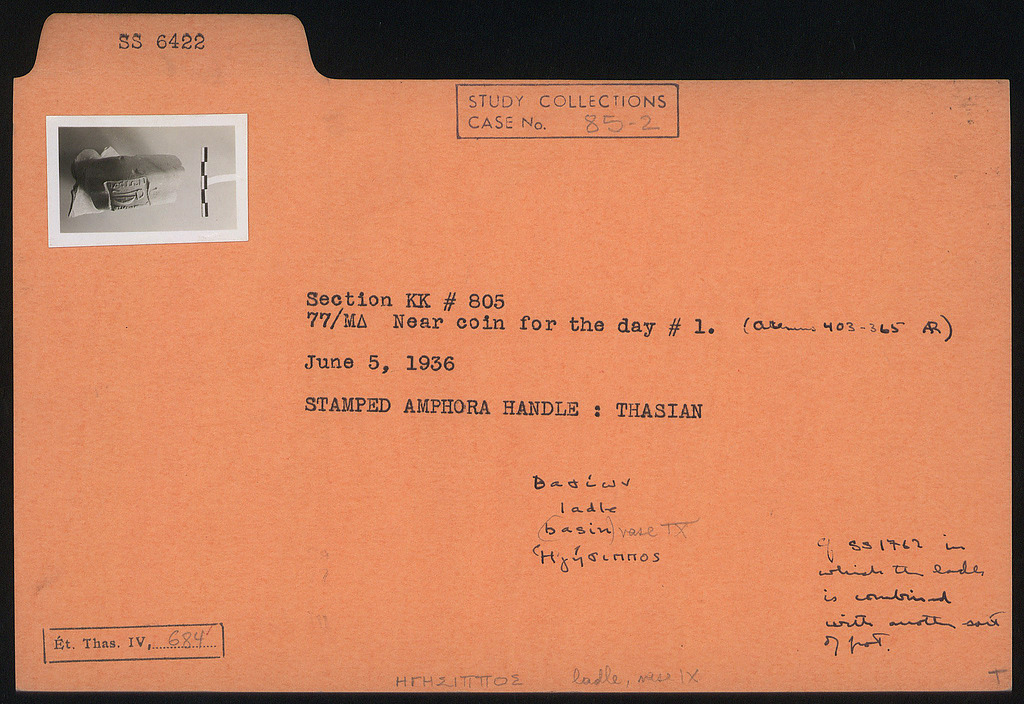 SS 6422
STUDY COLLECTIONS
CASE No. 85-2
Section KK # 805
77/ΜΔ Near coin for the day # 1. (Athens 403-365 Æ)
June 5, 1936
STAMPED AMPHORA HANDLE : THASIAN
Θασίων
ladle
(basin) vase IX
Ἡγήσιππος
cf SS 1762 in
which the ladle
is combined
with another sort
of pot.
Ét. Thas. IV, 684
ΗΓΗΣΙΠΠΟΣ ladle, vase IX
T